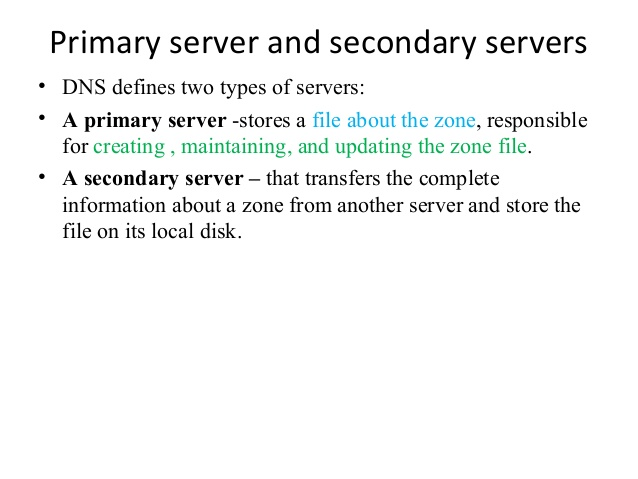 Primary server and secondary servers
• DNS defines two types of servers:
• A primary server -stores a file about the zone, responsible
for creating , maintaining, and updating the zone file.
• A secondary server – that transfers the complete
information about a zone from another server and store the
file on its local disk.